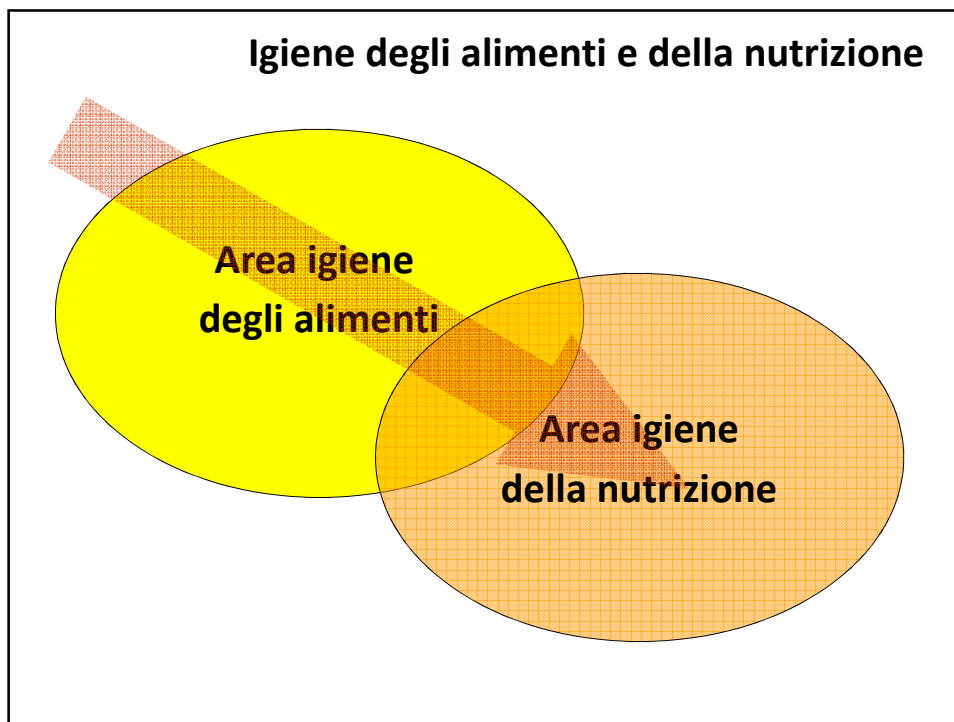 Igiene degli alimenti e della nutrizione
Area igiene
degli alimenti
Area igiene
della nutrizione